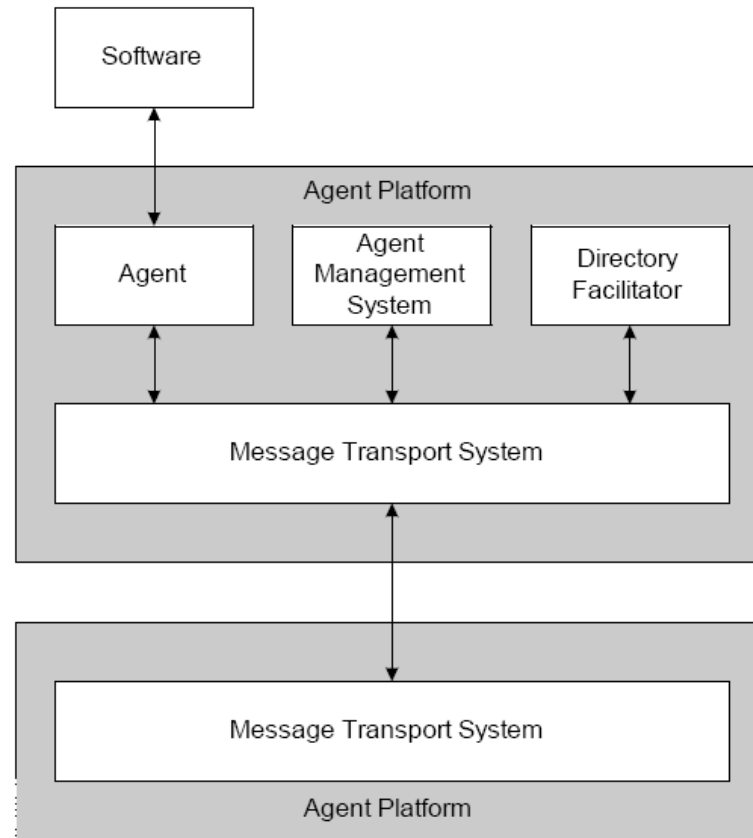 Software
Agent Platform
Agent
Agent
Management
System
Directory
Facilitator
Message Transport System
Message Transport System
Agent Platform